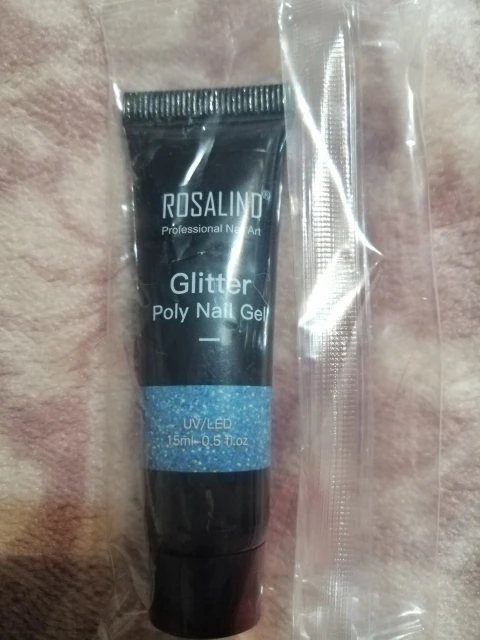 ROSALIND®
Professional Nail Art
Glitter
Poly Nail Gel
UV/LED
15ml-0.5 fl.oz